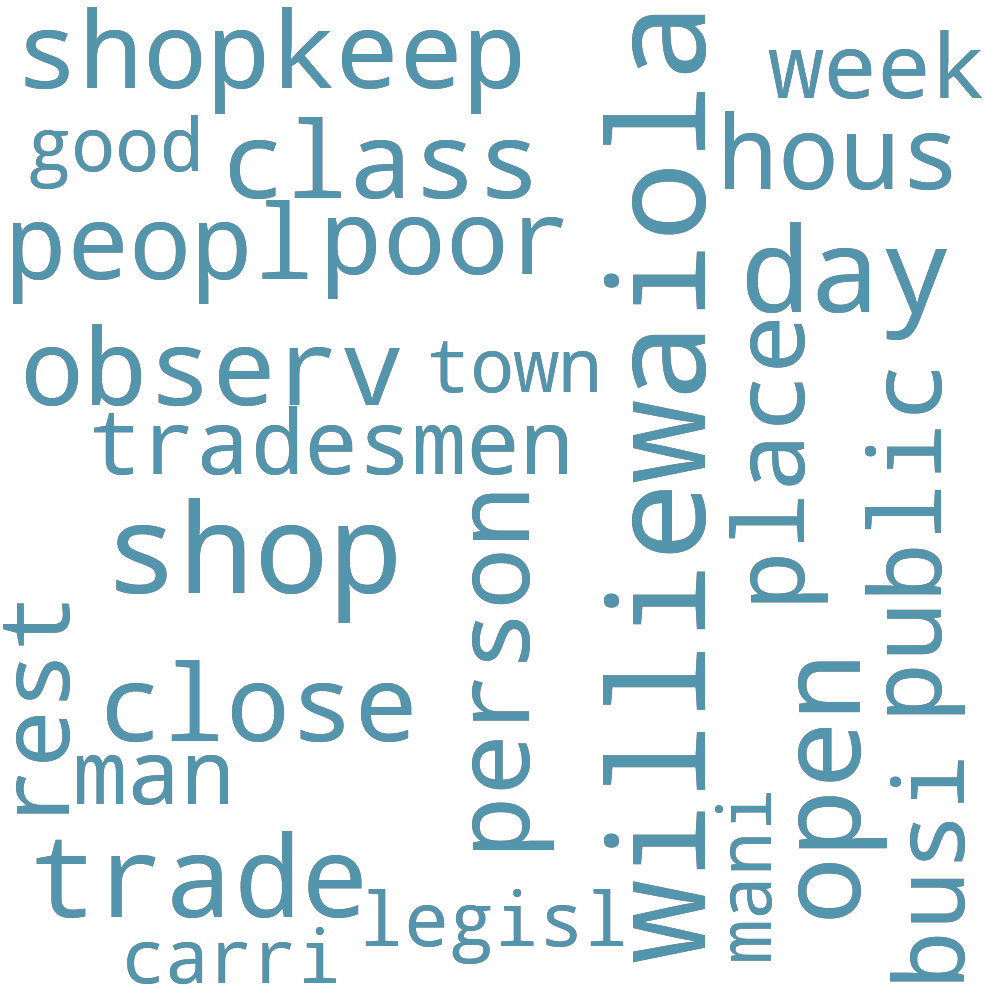 shopkeep
week
good
class
hous
peopl
poor
day
observ
town
tradesmen
williewaiola
place
public
shop
person
rest
close
open
man
busi
mani
trade
legisl
carri